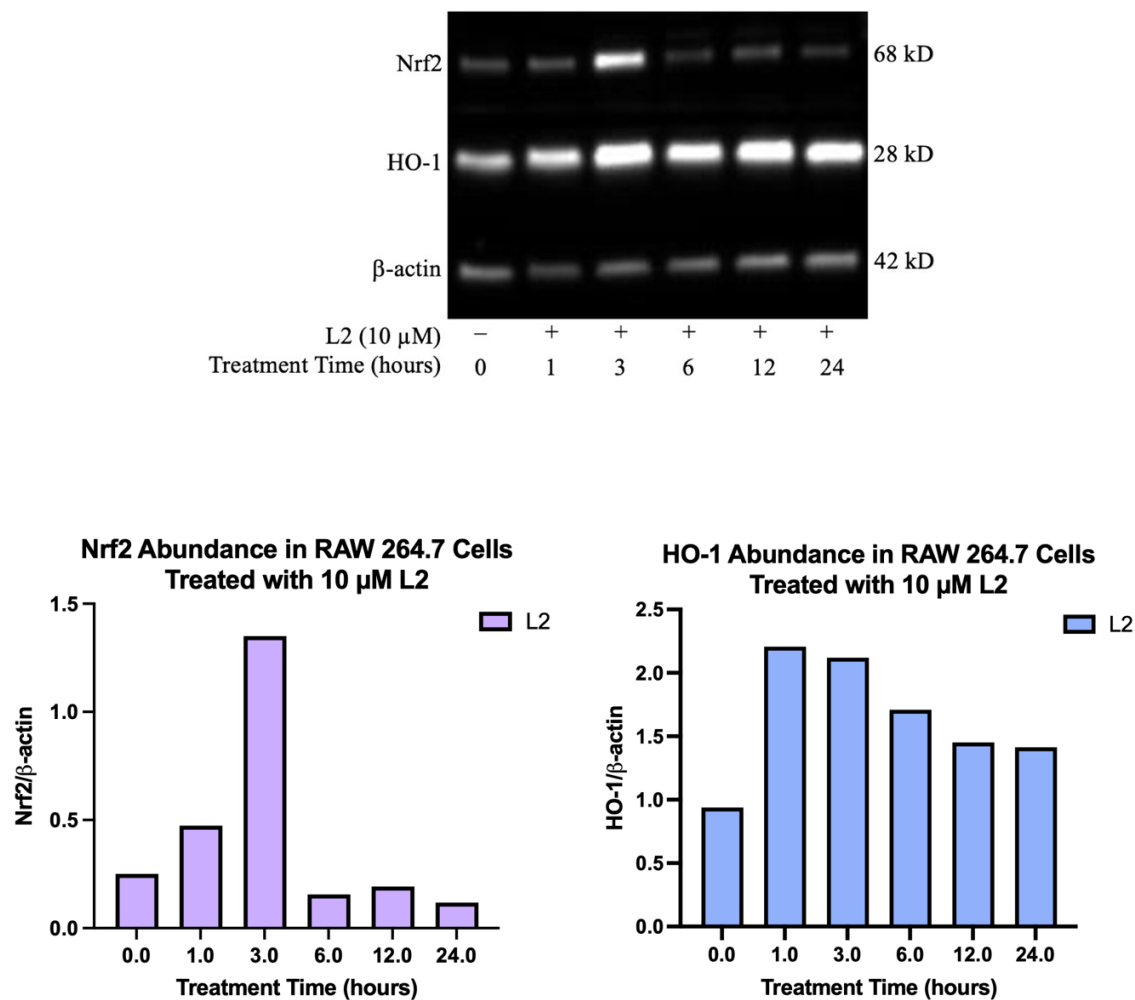 Nrf2 68 kD
HO-1 28 kD
β-actin 42 kD
L2 (10 µM) – + + + + +
Treatment Time (hours) 0 1 3 6 12 24
Nrf2 Abundance in RAW 264.7 Cells
Treated with 10 µM L2
L2
Nrf2/β-actin
1.5
1.0
0.5
0.0
0.0 1.0 3.0 6.0 12.0 24.0
Treatment Time (hours)
HO-1 Abundance in RAW 264.7 Cells
Treated with 10 µM L2
L2
HO-1/β-actin
2.5
2.0
1.5
1.0
0.5
0.0
0.0 1.0 3.0 6.0 12.0 24.0
Treatment Time (hours)